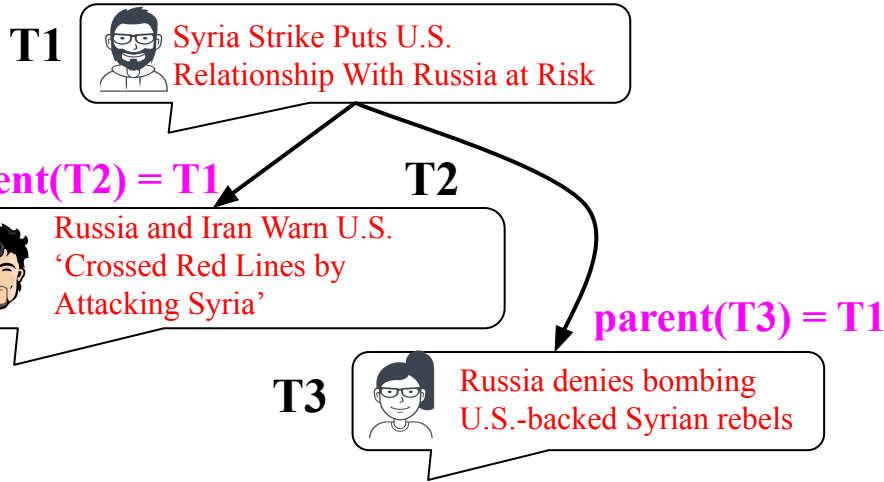 T1
Syria Strike Puts U.S.
Relationship With Russia at Risk
ent(T2) = T1
T2
Russia and Iran Warn U.S.
‘Crossed Red Lines by
Attacking Syria’
parent(T3) = T1
T3
Russia denies bombing
U.S.-backed Syrian rebels